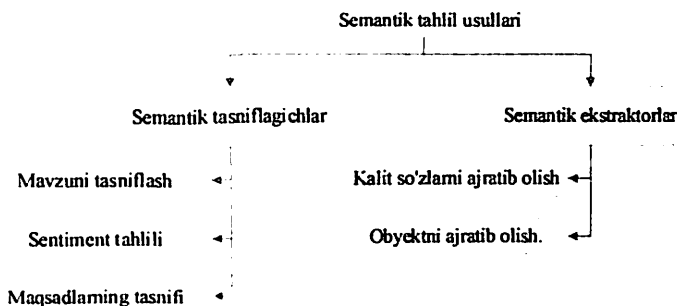 Semantik tahlil usullari
Semantik tasniflagichlar
Semantik ekstraktorlar
Mavzuni tasniflash
Kalit so'zlarni ajratib olish
Sentiment tahlili
Obyektni ajratib olish.
Maqsadlarning tasnifi